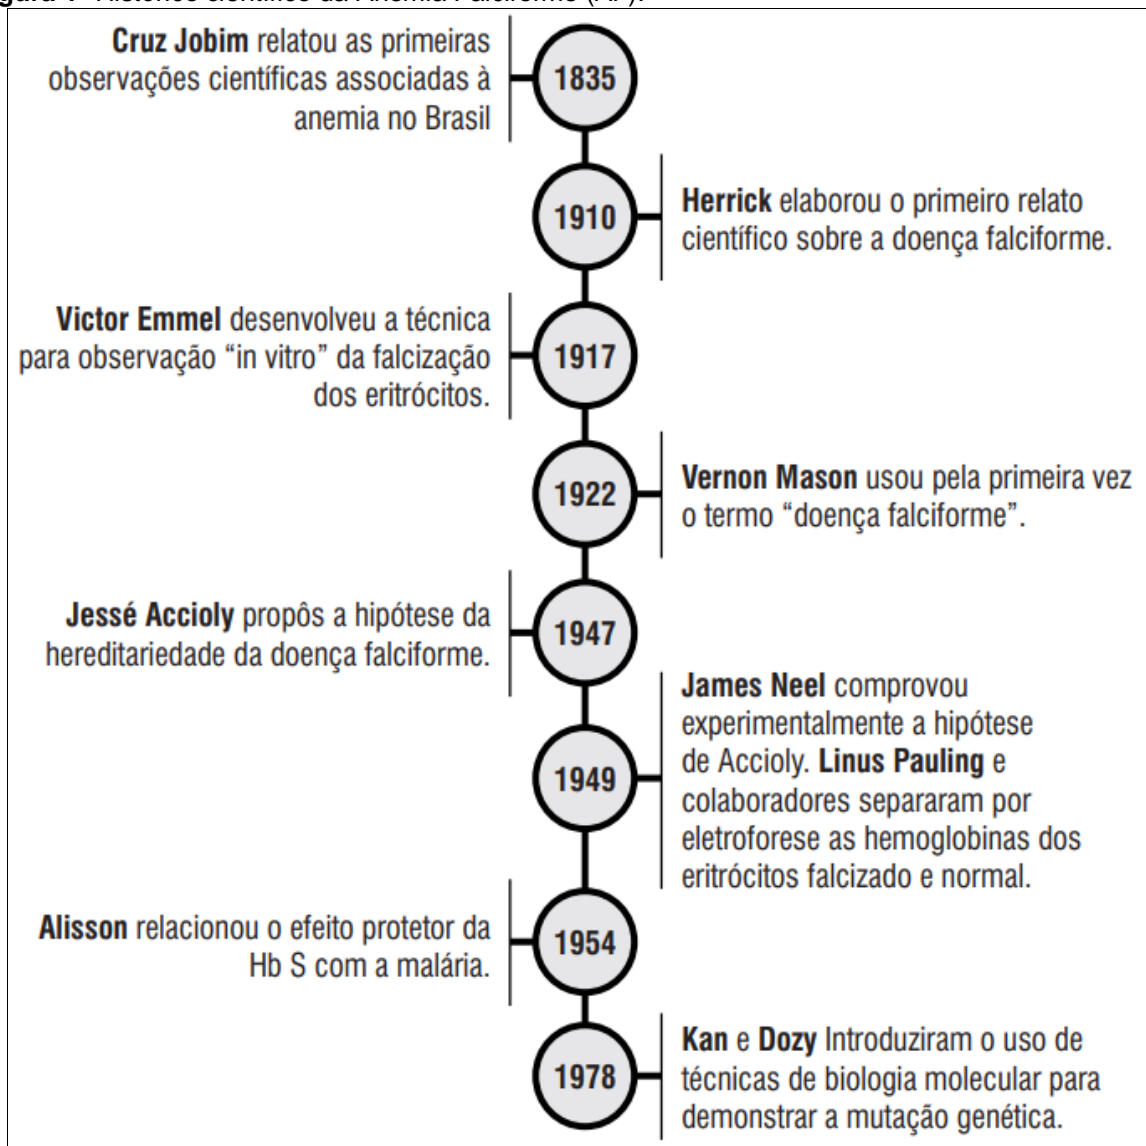 Histórico científico da Anemia Falciforme
Cruz Jobim relatou as primeiras
observações científicas associadas à
anemia no Brasil
1835
1910
Herrick elaborou o primeiro relato
científico sobre a doença falciforme.
Victor Emmel desenvolveu a técnica
para observação “in vitro” da falcização
dos eritrócitos.
1917
1922
Vernon Mason usou pela primeira vez
o termo “doença falciforme”.
Jessé Accioly propôs a hipótese da
hereditariedade da doença falciforme.
1947
1949
James Neel comprovou
experimentalmente a hipótese
de Accioly. Linus Pauling e
colaboradores separaram por
eletroforese as hemoglobinas dos
eritrócitos falcizado e normal.
Alisson relacionou o efeito protetor da
Hb S com a malária.
1954
1978
Kan e Dozy Introduziram o uso de
técnicas de biologia molecular para
demonstrar a mutação genética.